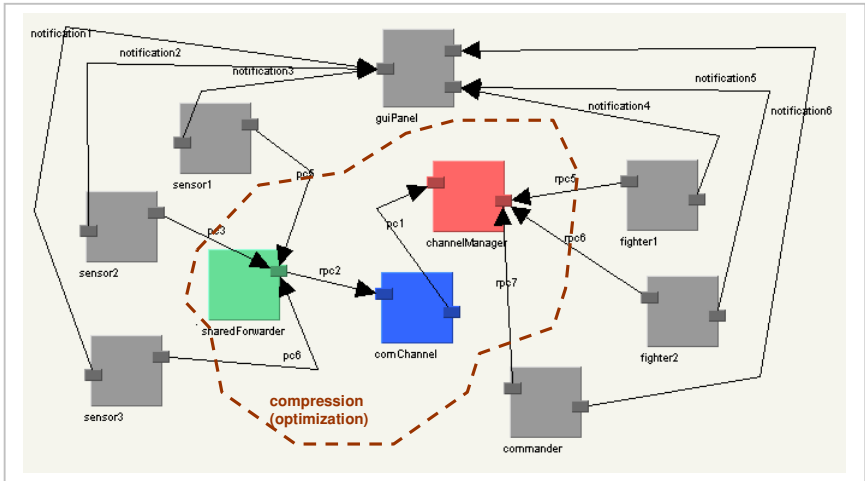 notification1
notification2
notification3
guiPanel
notification5
notification4
notification6
sensor1
pc5
sensor2
pc3
sharedForwarder
rpc2
pc1
channelManager
rpc5
rpc6
fighter1
rpc7
comChannel
fighter2
pc6
sensor3
compression
(optimization)
commander